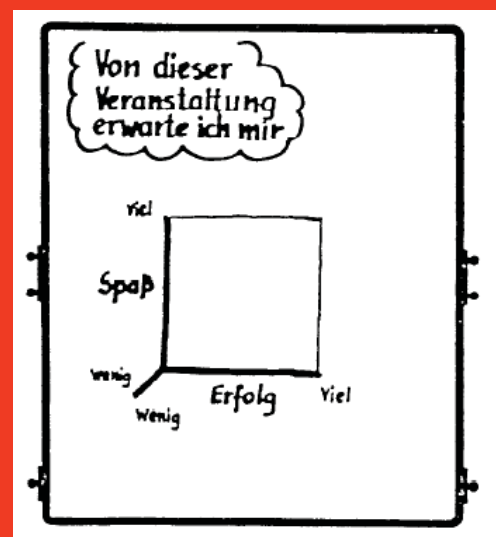 Von dieser
Veranstaltung
erwarte ich mir
viel
Spaß
wenig
Wenig
Erfolg
Viel